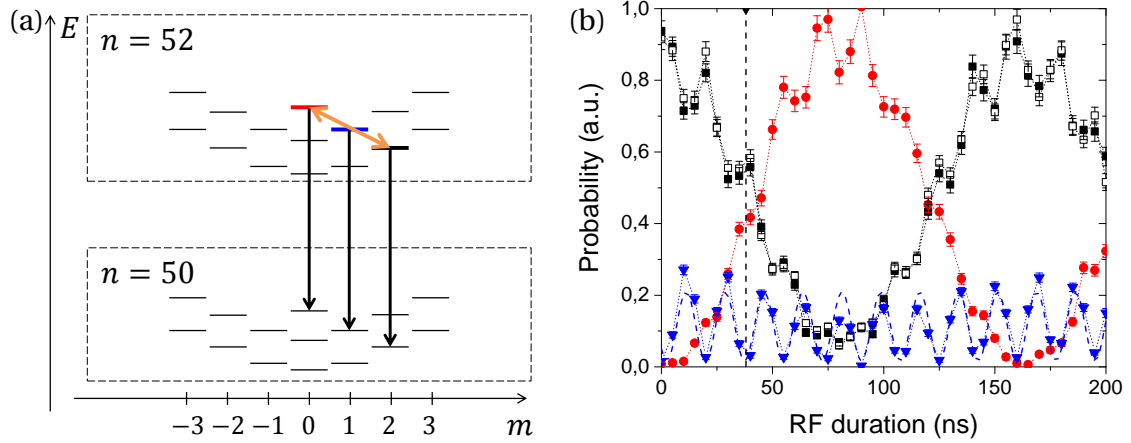 (a)
E
n = 52
n = 50
−3 −2 −1 0 1 2 3 m
(b)
Probability (a.u.)
1,0
0,8
0,6
0,4
0,2
0,0
0 50 100 150 200
RF duration (ns)